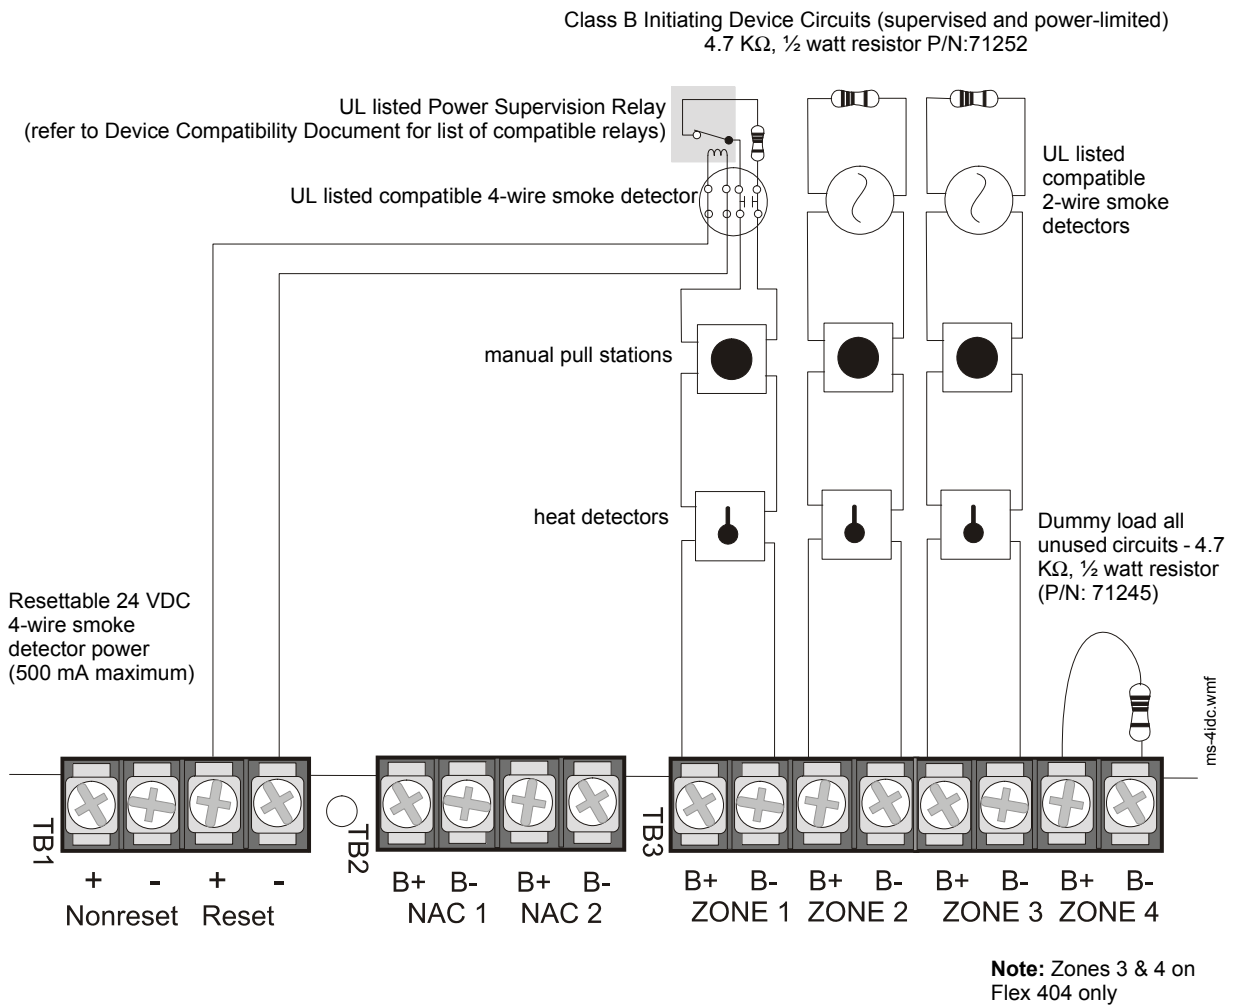 Class B Initiating Device Circuits (supervised and power-limited)
4.7 KΩ, ½ watt resistor P/N:71252
UL listed Power Supervision Relay
(refer to Device Compatibility Document for list of compatible relays)
UL listed compatible 4-wire smoke detector
UL listed
compatible
2-wire smoke
detectors
manual pull stations
heat detectors
Dummy load all
unused circuits - 4.7
KΩ, ½ watt resistor
(P/N: 71245)
Resettable 24 VDC
4-wire smoke
detector power
(500 mA maximum)
ms-4idc.wmf
TB1
TB2
TB3
+ - + -
Nonreset Reset
B+ B- B+ B-
NAC 1 NAC 2
B+ B- B+ B- B+ B- B+ B-
ZONE 1 ZONE 2 ZONE 3 ZONE 4
Note: Zones 3 & 4 on
Flex 404 only